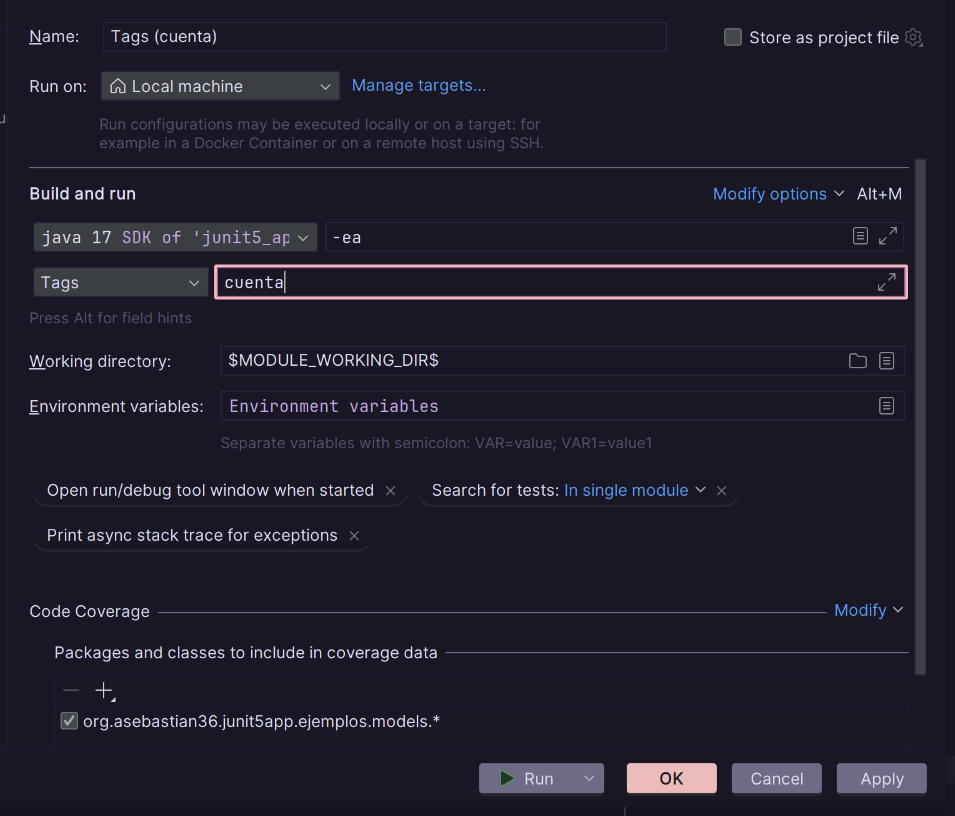 Name: Tags (cuenta) Store as project file
Run on: Local machine Manage targets...
Run configurations may be executed locally or on a target: for
example in a Docker Container or on a remote host using SSH.
Build and run Modify options Alt+M
java 17 SDK of 'junit5_ap -ea
Tags cuenta
Press Alt for field hints
Working directory: $MODULE_WORKING_DIR$
Environment variables: Environment variables
Separate variables with semicolon: VAR=value; VAR1=value1
Open run/debug tool window when started Search for tests: In single module
Print async stack trace for exceptions
Code Coverage Modify
Packages and classes to include in coverage data
org.asebastian36.junit5app.ejemplos.models.*
Run OK Cancel Apply